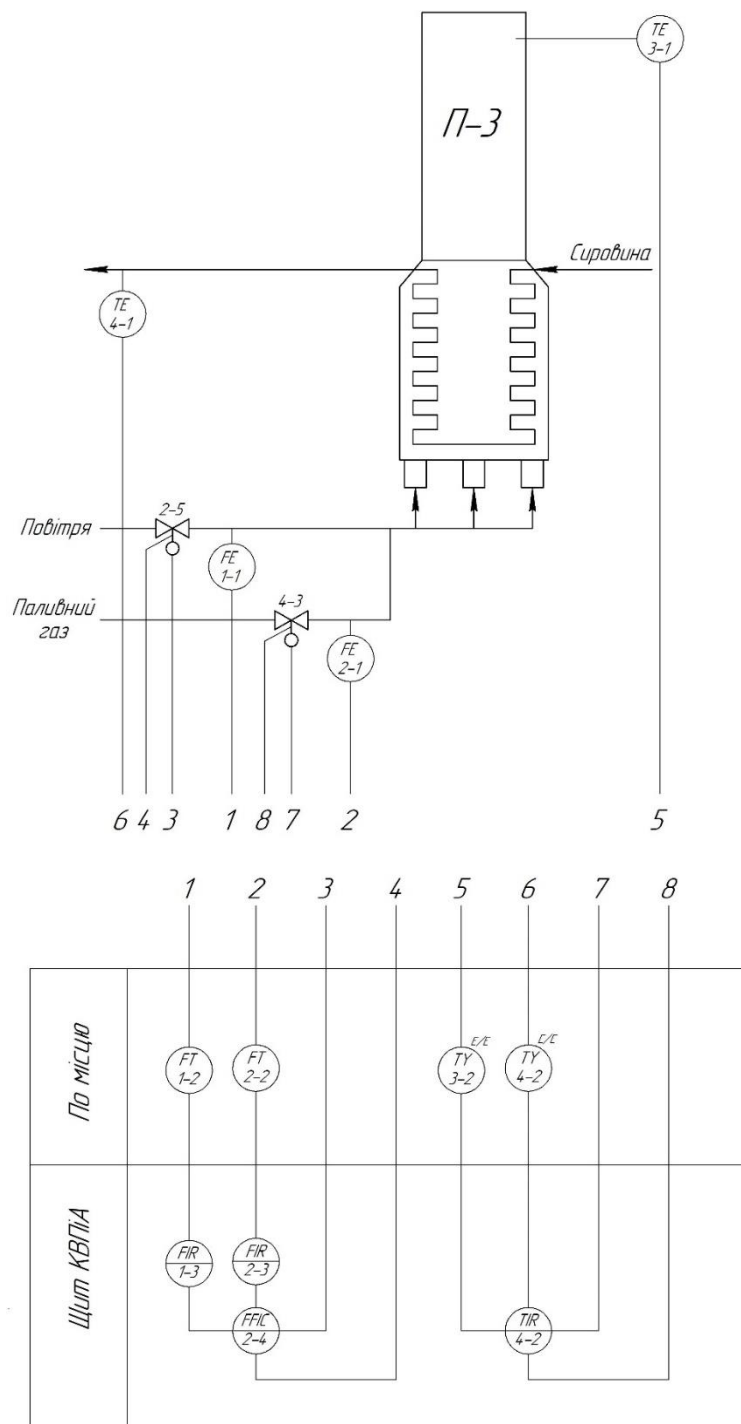 TE
3-1
П-3
Сировина
TE
4-1
2-5
Повітря
FE
1-1
4-3
Паливний
газ
FE
2-1
6 4 3 1 8 7 2 5
1 2 3 4 5 6 7 8
По місцю
FT
1-2
FT
2-2
E/E
TY
3-2
E/E
TY
4-2
Щит КВПіА
FIR
1-3
FIR
2-3
FFIC
2-4
TIR
4-2